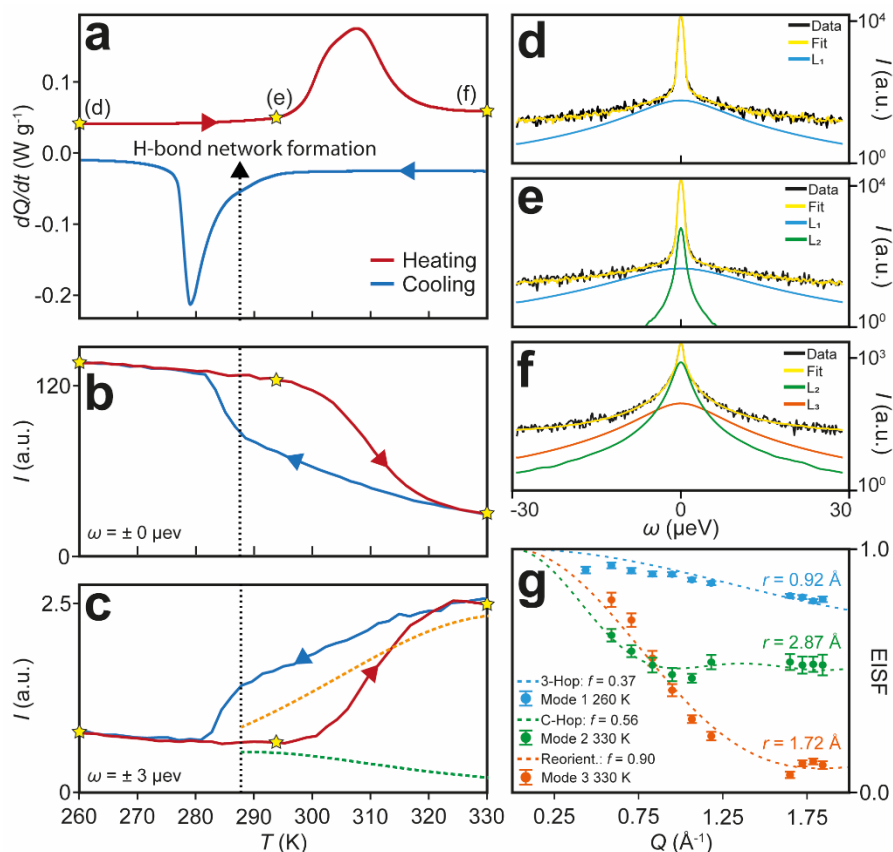 a
(d)
(e)
(f)
0.1
0.0
-0.1
-0.2
dQ/dt (W g⁻¹)
H-bond network formation
Heating
Cooling
b
120
0
I (a.u.)
ω = ± 0 µev
c
2.5
0
I (a.u.)
ω = ± 3 µev
260
270
280
290
300
310
320
330
T (K)
d
Data
Fit
L₁
10⁴
10⁰
I (a.u.)
e
Data
Fit
L₁
L₂
10⁴
10⁰
I (a.u.)
f
Data
Fit
L₂
L₃
10³
10⁰
I (a.u.)
-30
0
30
ω (µeV)
g
r = 0.92 Å
r = 2.87 Å
r = 1.72 Å
3-Hop: f = 0.37
Mode 1 260 K
C-Hop: f = 0.56
Mode 2 330 K
Reorient.: f = 0.90
Mode 3 330 K
1.0
0.0
EISF
0.25
0.75
1.25
1.75
Q (Å⁻¹)